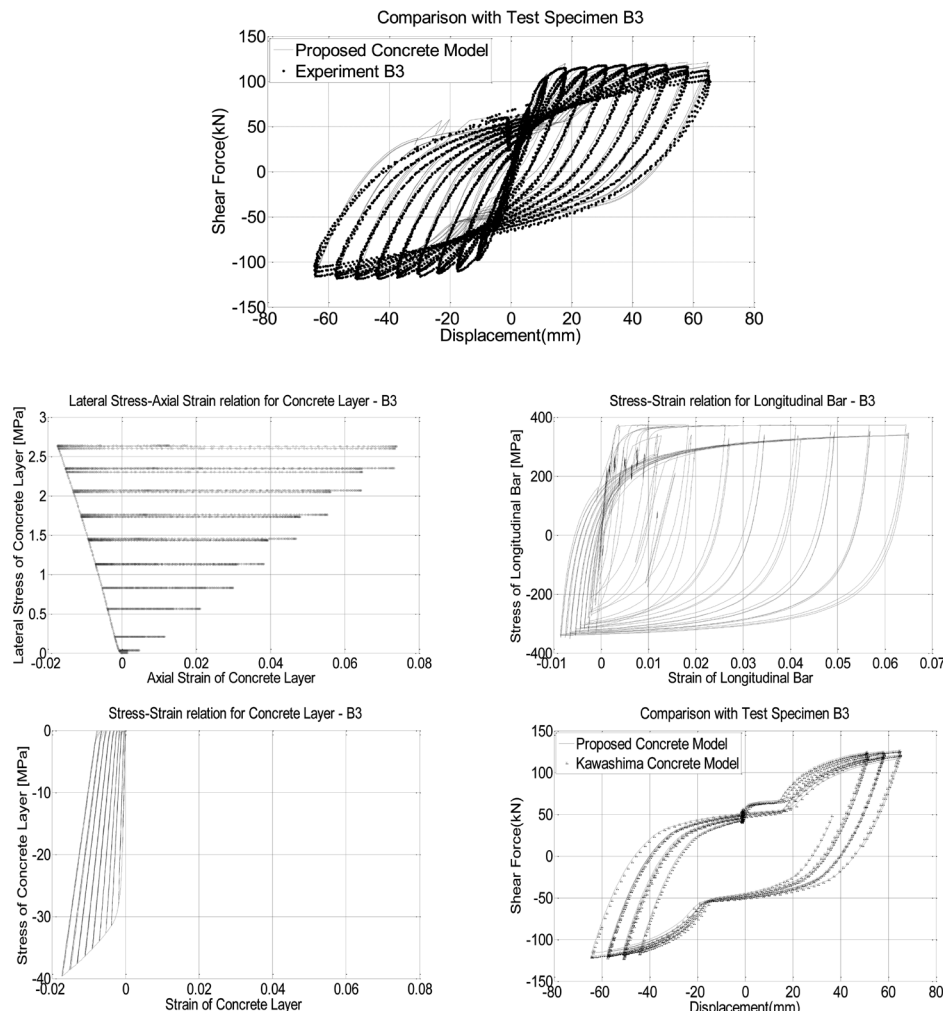 Comparison with Test Specimen B3
150
Proposed Concrete Model
Experiment B3
100
50
0
-50
-100
-150
Shear Force(kN)
-80 -60 -40 -20 0 20 40 60 80
Displacement(mm)
Lateral Stress-Axial Strain relation for Concrete Layer - B3
3
2.5
2
1.5
1
0.5
0
Lateral Stress of Concrete Layer [MPa]
-0.02 0 0.02 0.04 0.06 0.08
Axial Strain of Concrete Layer
Stress-Strain relation for Longitudinal Bar - B3
400
200
0
-200
-400
Stress of Longitudinal Bar [MPa]
-0.01 0 0.01 0.02 0.03 0.04 0.05 0.06 0.07
Strain of Longitudinal Bar
Stress-Strain relation for Concrete Layer - B3
0
-10
-20
-30
-40
Stress of Concrete Layer [MPa]
-0.02 0 0.02 0.04 0.06 0.08
Strain of Concrete Layer
Comparison with Test Specimen B3
150
Proposed Concrete Model
Kawashima Concrete Model
100
50
0
-50
-100
-150
Shear Force(kN)
-80 -60 -40 -20 0 20 40 60 80
Displacement(mm)